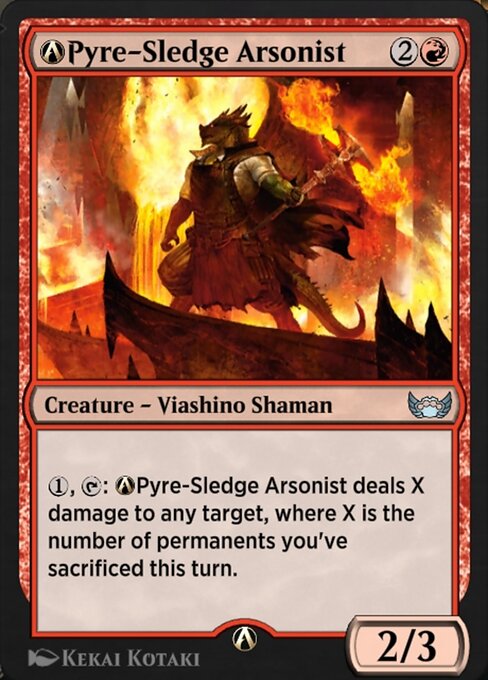 Pyre-Sledge Arsonist 2
Creature – Viashino Shaman
1, : Pyre-Sledge Arsonist deals X
damage to any target, where X is the
number of permanents you've
sacrificed this turn.
2/3
KEKAI KOTAKI